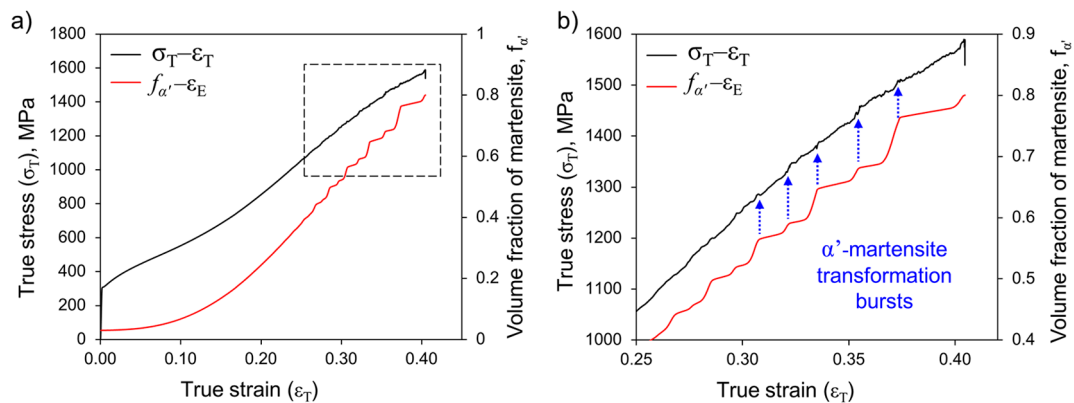 a)
1800
1600
1400
1200
1000
800
600
400
200
0
True stress (σT), MPa
σT–εT
fα'–εE
1
0.8
0.6
0.4
0.2
0
Volume fraction of martensite, fα'
0.00
0.10
0.20
0.30
0.40
True strain (εT)
b)
1600
1500
1400
1300
1200
1100
1000
True stress (σT), MPa
σT–εT
fα'–εE
α’-martensite
transformation
bursts
0.9
0.8
0.7
0.6
0.5
0.4
Volume fraction of martensite, fα'
0.25
0.30
0.35
0.40
True strain (εT)